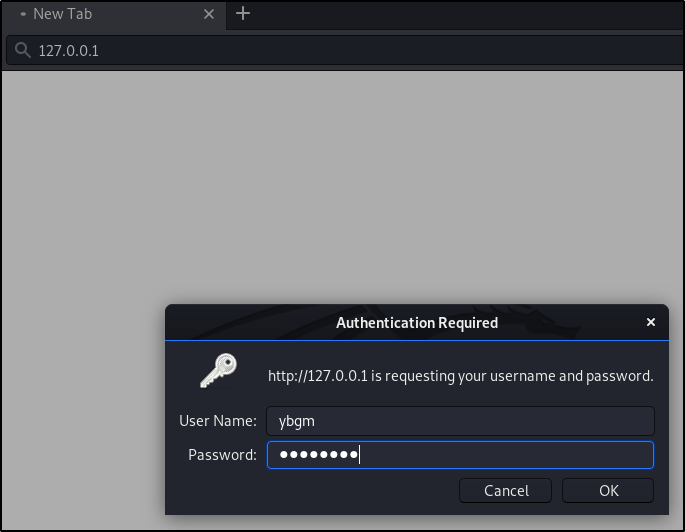 New Tab
127.0.0.1
Authentication Required
http://127.0.0.1 is requesting your username and password.
User Name: ybgm
Password: ●●●●●●●●
Cancel OK